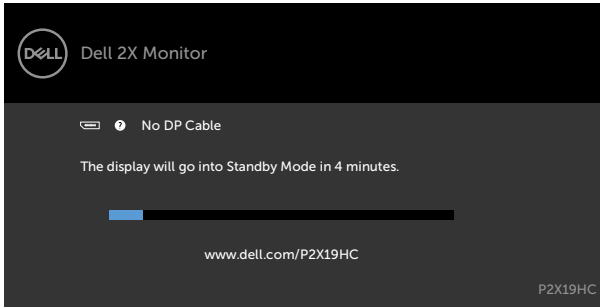 DELL
Dell 2X Monitor
? No DP Cable
The display will go into Standby Mode in 4 minutes.
www.dell.com/P2X19HC
P2X19HC